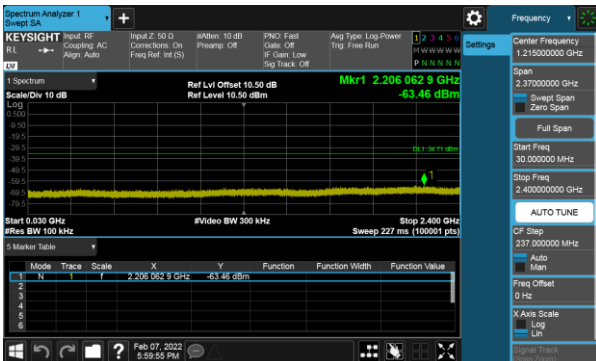 Spectrum Analyzer 1
Swept SA
Frequency
KEYSIGHT
RL
Input: RF
Coupling: AC
Align: Auto
Input Z: 50 Ω
Corrections: On
Freq Ref: Int (S)
#Atten: 10 dB
Preamp: Off
PNO: Fast
Gate: Off
IF Gain: Low
Sig Track: Off
Avg Type: Log-Power
Trig: Free Run
1 2 3 4 5 6
M W W W W W
P N N N N N
Settings
Center Frequency
1.215000000 GHz
Span
2.37000000 GHz
Swept Span
Zero Span
Full Span
Start Freq
30.000000 MHz
Stop Freq
2.400000000 GHz
AUTO TUNE
CF Step
237.000000 MHz
Auto
Man
Freq Offset
0 Hz
X Axis Scale
Log
Lin
Signal Track
1 Spectrum
Scale/Div 10 dB
Ref Lvl Offset 10.50 dB
Ref Level 10.50 dBm
Mkr1 2.206 062 9 GHz
-63.46 dBm
Log
0.500
-9.50
-19.5
-29.5
-39.5
-49.5
-59.5
-69.5
-79.5
DL1 -34.71 dBm
1
Start 0.030 GHz
#Res BW 100 kHz
#Video BW 300 kHz
Stop 2.400 GHz
Sweep 227 ms (100001 pts)
5 Marker Table
Mode Trace Scale X Y Function Function Width Function Value
1 N 1 f 2.206 062 9 GHz -63.46 dBm
2
3
4
5
6
Feb 07, 2022
5:59:55 PM